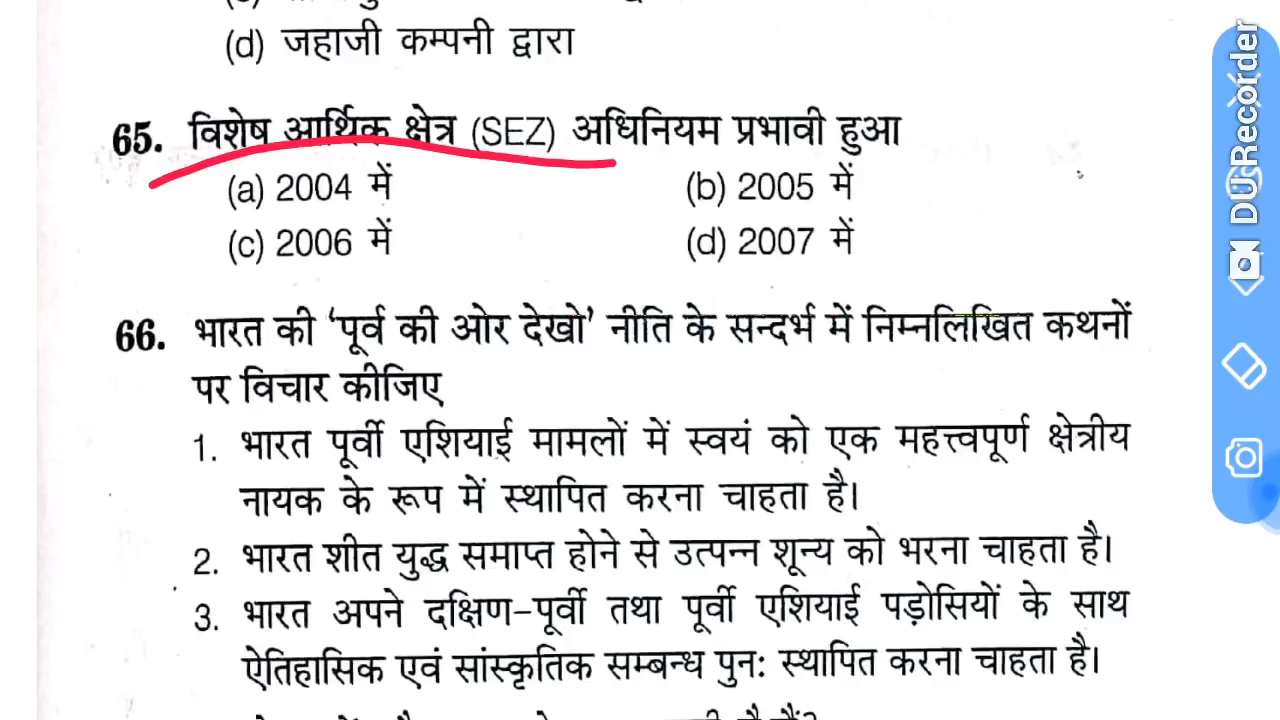 (d) जहाजी कम्पनी द्वारा
65. विशेष आर्थिक क्षेत्र (SEZ) अधिनियम प्रभावी हुआ
(a) 2004 में (b) 2005 में
(c) 2006 में (d) 2007 में
66. भारत की 'पूर्व की ओर देखो' नीति के सन्दर्भ में निम्नलिखित कथनों
पर विचार कीजिए
1. भारत पूर्वी एशियाई मामलों में स्वयं को एक महत्त्वपूर्ण क्षेत्रीय
नायक के रूप में स्थापित करना चाहता है।
2. भारत शीत युद्ध समाप्त होने से उत्पन्न शून्य को भरना चाहता है।
3. भारत अपने दक्षिण-पूर्वी तथा पूर्वी एशियाई पड़ोसियों के साथ
ऐतिहासिक एवं सांस्कृतिक सम्बन्ध पुन: स्थापित करना चाहता है।
DU Recorder